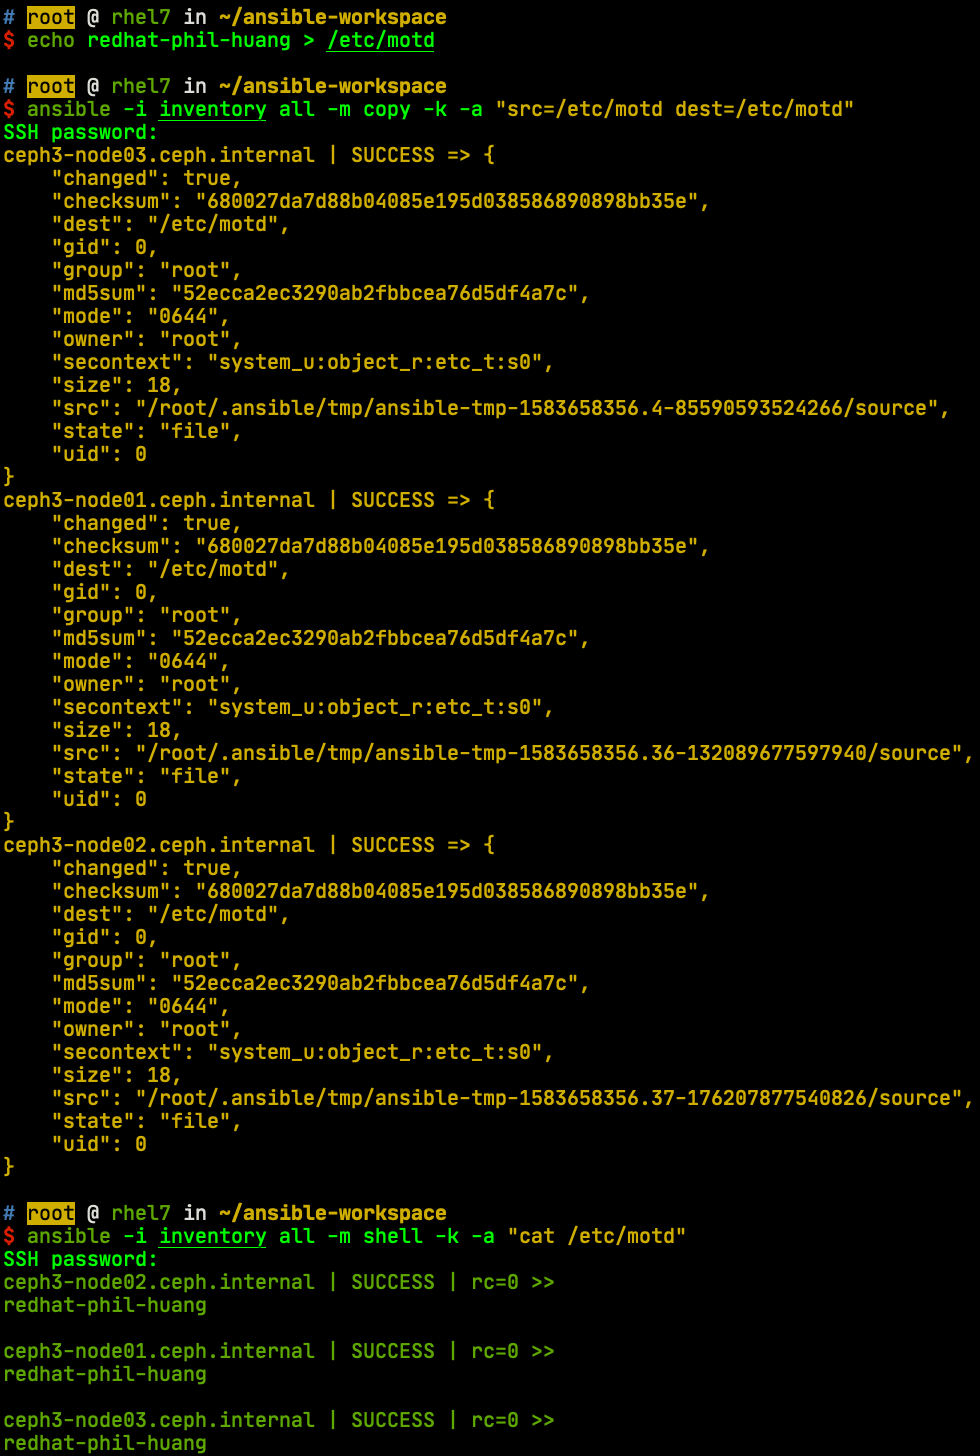 # root @ rhel7 in ~/ansible-workspace
$ echo redhat-phil-huang > /etc/motd

# root @ rhel7 in ~/ansible-workspace
$ ansible -i inventory all -m copy -k -a "src=/etc/motd dest=/etc/motd"
SSH password:
ceph3-node03.ceph.internal | SUCCESS => {
    "changed": true,
    "checksum": "680027da7d88b04085e195d038586890898bb35e",
    "dest": "/etc/motd",
    "gid": 0,
    "group": "root",
    "md5sum": "52ecca2ec3290ab2fbbcea76d5df4a7c",
    "mode": "0644",
    "owner": "root",
    "secontext": "system_u:object_r:etc_t:s0",
    "size": 18,
    "src": "/root/.ansible/tmp/ansible-tmp-1583658356.4-85590593524266/source",
    "state": "file",
    "uid": 0
}
ceph3-node01.ceph.internal | SUCCESS => {
    "changed": true,
    "checksum": "680027da7d88b04085e195d038586890898bb35e",
    "dest": "/etc/motd",
    "gid": 0,
    "group": "root",
    "md5sum": "52ecca2ec3290ab2fbbcea76d5df4a7c",
    "mode": "0644",
    "owner": "root",
    "secontext": "system_u:object_r:etc_t:s0",
    "size": 18,
    "src": "/root/.ansible/tmp/ansible-tmp-1583658356.36-132089677597940/source",
    "state": "file",
    "uid": 0
}
ceph3-node02.ceph.internal | SUCCESS => {
    "changed": true,
    "checksum": "680027da7d88b04085e195d038586890898bb35e",
    "dest": "/etc/motd",
    "gid": 0,
    "group": "root",
    "md5sum": "52ecca2ec3290ab2fbbcea76d5df4a7c",
    "mode": "0644",
    "owner": "root",
    "secontext": "system_u:object_r:etc_t:s0",
    "size": 18,
    "src": "/root/.ansible/tmp/ansible-tmp-1583658356.37-176207877540826/source",
    "state": "file",
    "uid": 0
}

# root @ rhel7 in ~/ansible-workspace
$ ansible -i inventory all -m shell -k -a "cat /etc/motd"
SSH password:
ceph3-node02.ceph.internal | SUCCESS | rc=0 >>
redhat-phil-huang

ceph3-node01.ceph.internal | SUCCESS | rc=0 >>
redhat-phil-huang

ceph3-node03.ceph.internal | SUCCESS | rc=0 >>
redhat-phil-huang